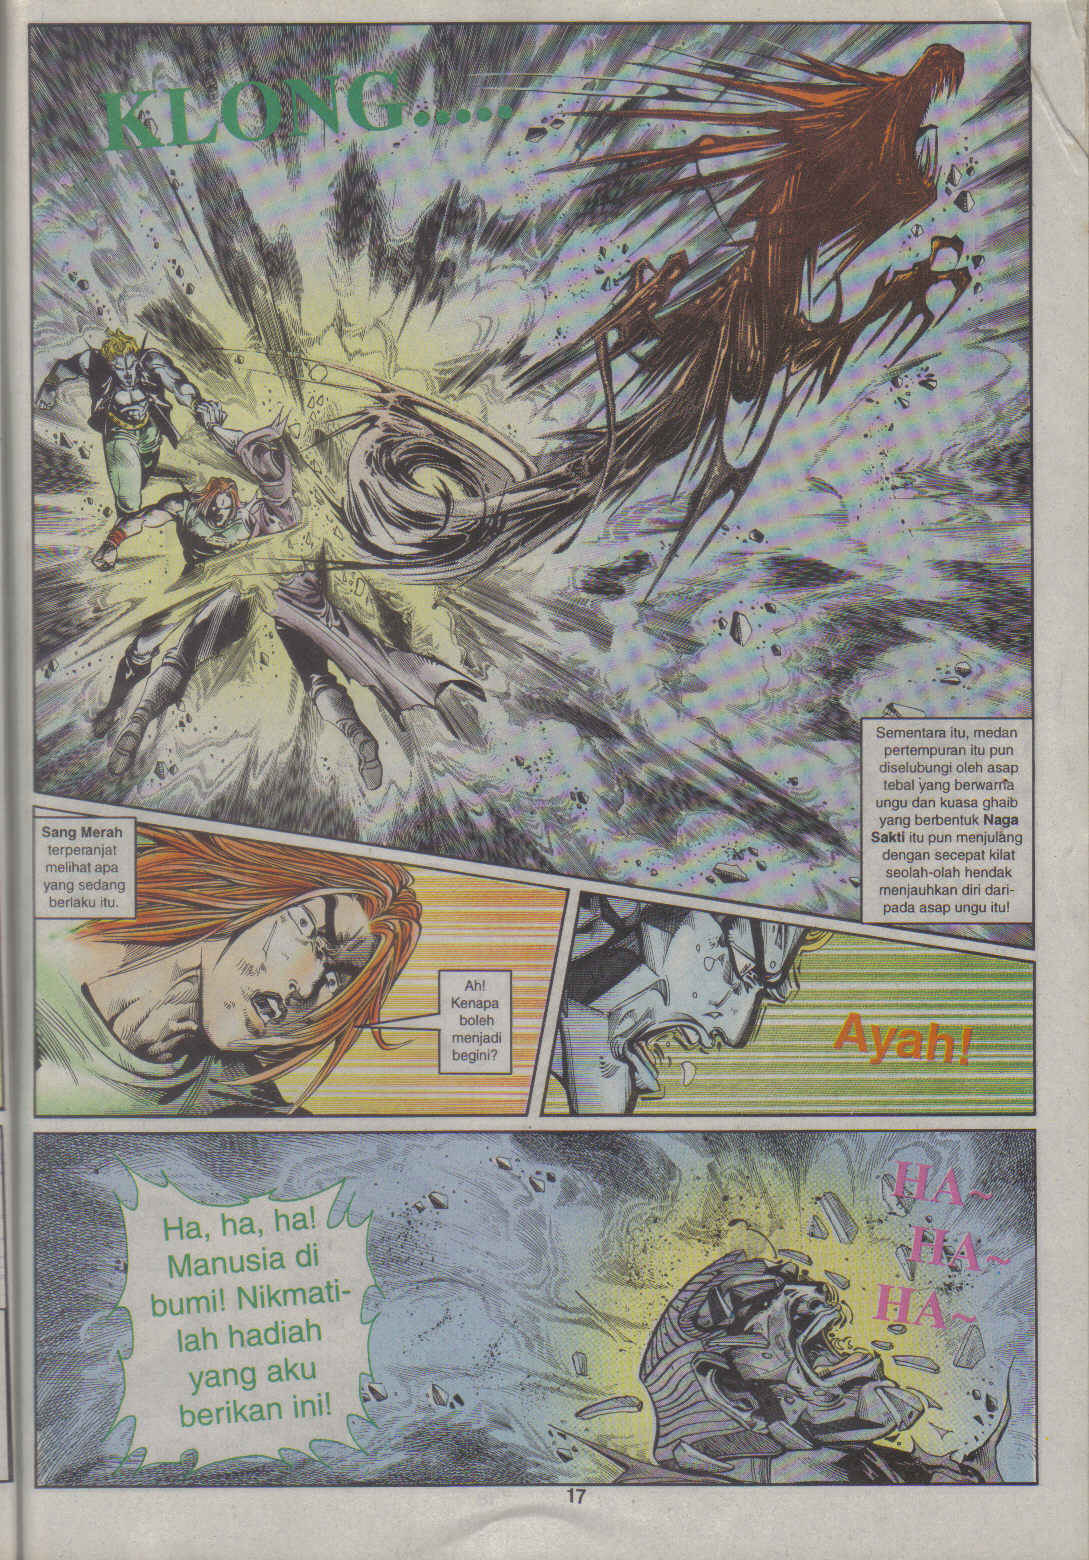 KLONG.....
Sementara itu, medan
pertempuran itu pun
diselubungi oleh asap
tebal yang berwarna
ungu dan kuasa ghaib
yang berbentuk Naga
Sakti itu pun menjulang
dengan secepat kilat
seolah-olah hendak
menjauhkan diri dari-
pada asap ungu itu!
Sang Merah
terperanjat
melihat apa
yang sedang
berlaku itu.
Ah!
Kenapa
boleh
menjadi
begini?
Ayah!
Ha, ha, ha!
Manusia di
bumi! Nikmati-
lah hadiah
yang aku
berikan ini!
HA~
HA~
HA~
17